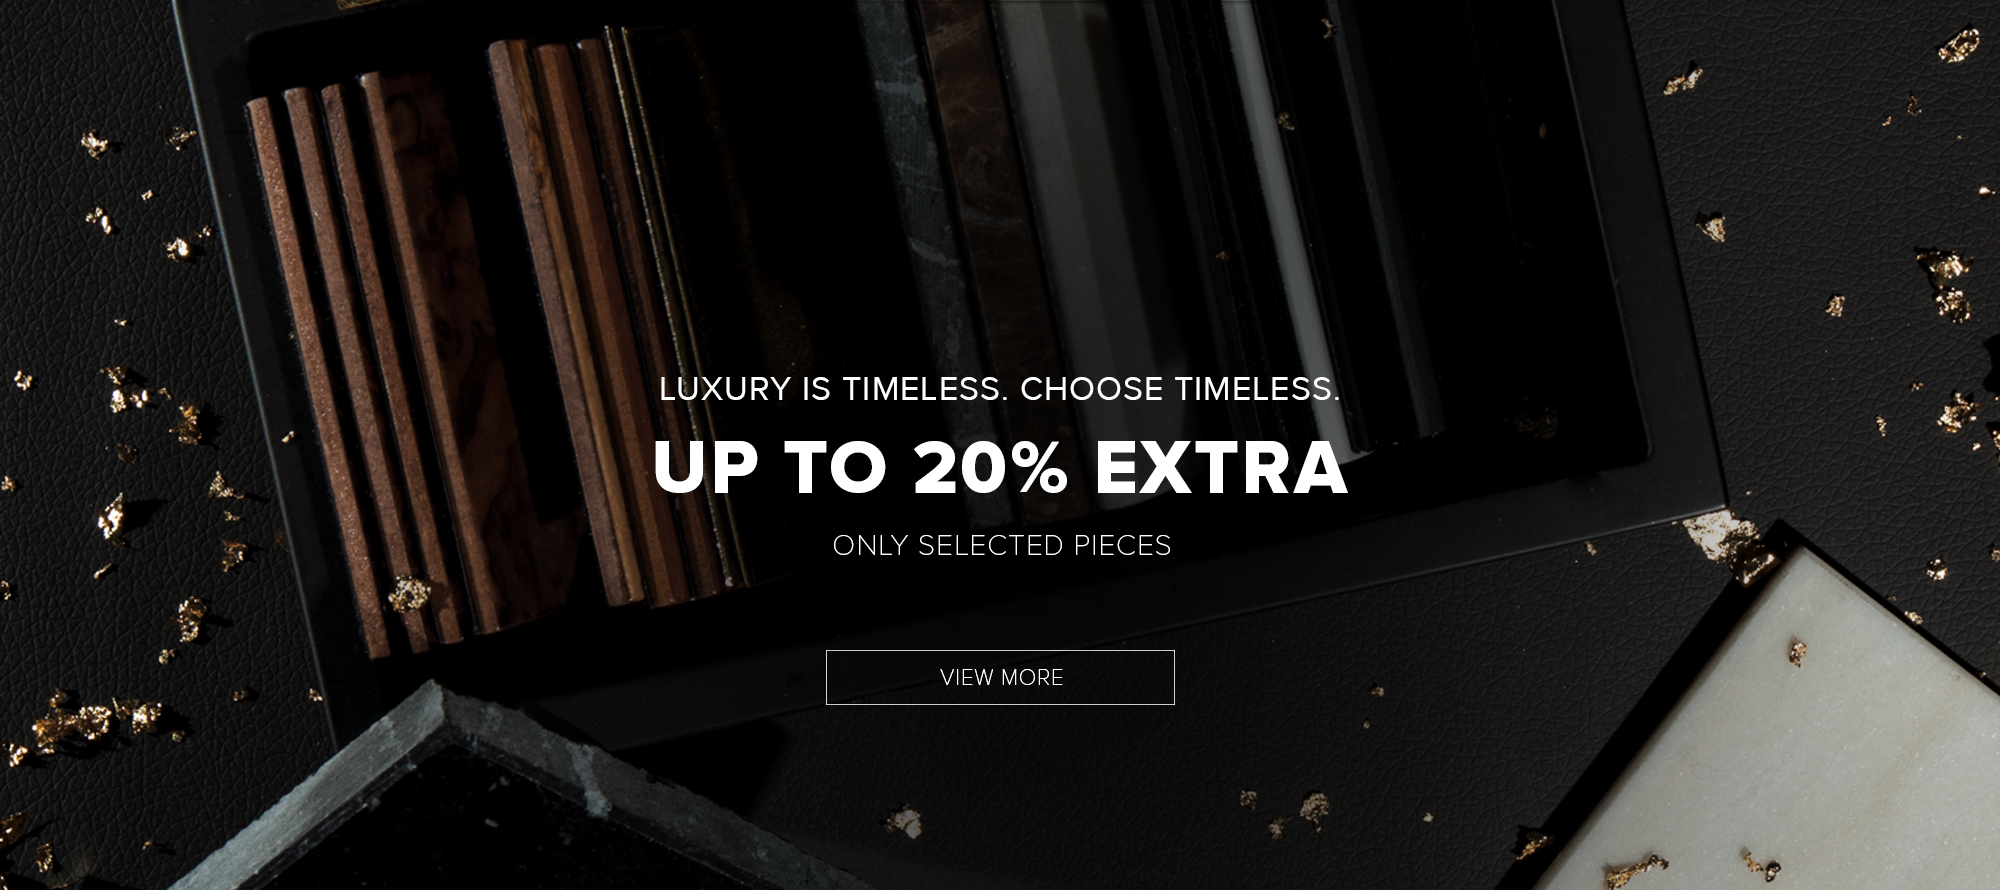 LUXURY IS TIMELESS. CHOOSE TIMELESS.
UP TO 20% EXTRA
ONLY SELECTED PIECES
VIEW MORE